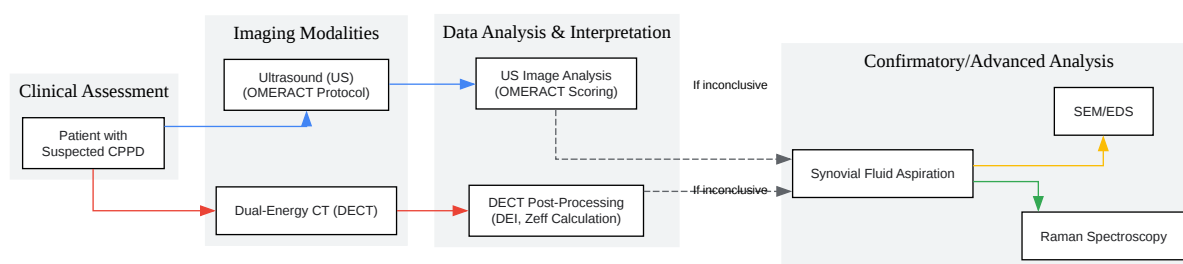 Clinical Assessment
Patient with
Suspected CPPD
Imaging Modalities
Ultrasound (US)
(OMERACT Protocol)
Dual-Energy CT (DECT)
Data Analysis & Interpretation
US Image Analysis
(OMERACT Scoring)
DECT Post-Processing
(DEI, Zeff Calculation)
If inconclusive
If inconclusive
Confirmatory/Advanced Analysis
Synovial Fluid Aspiration
SEM/EDS
Raman Spectroscopy